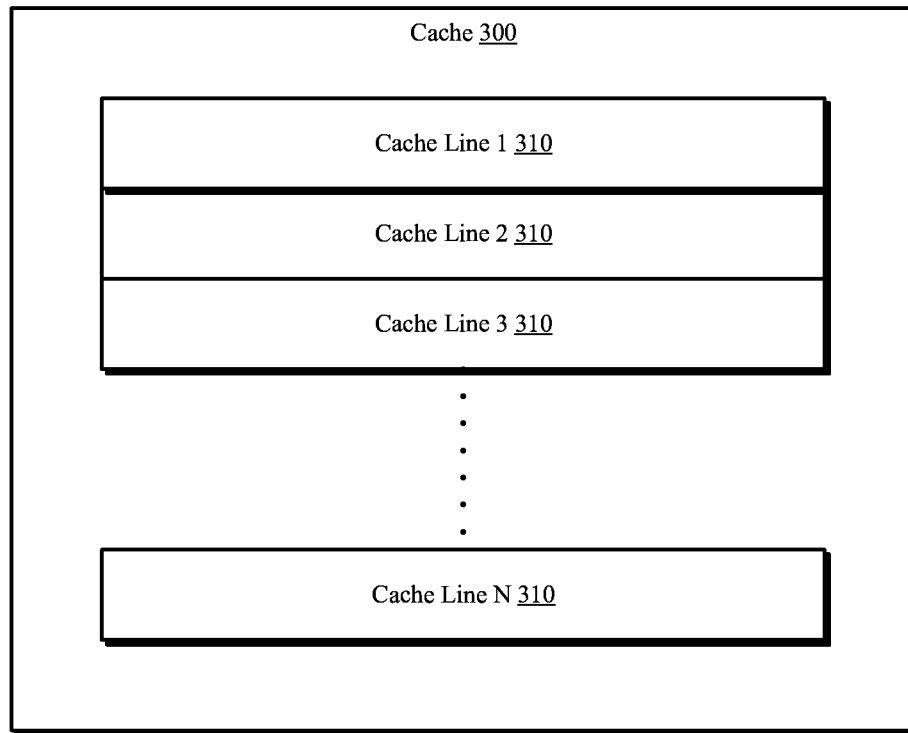 Cache 300
Cache Line 1 310
Cache Line 2 310
Cache Line 3 310
Cache Line N 310